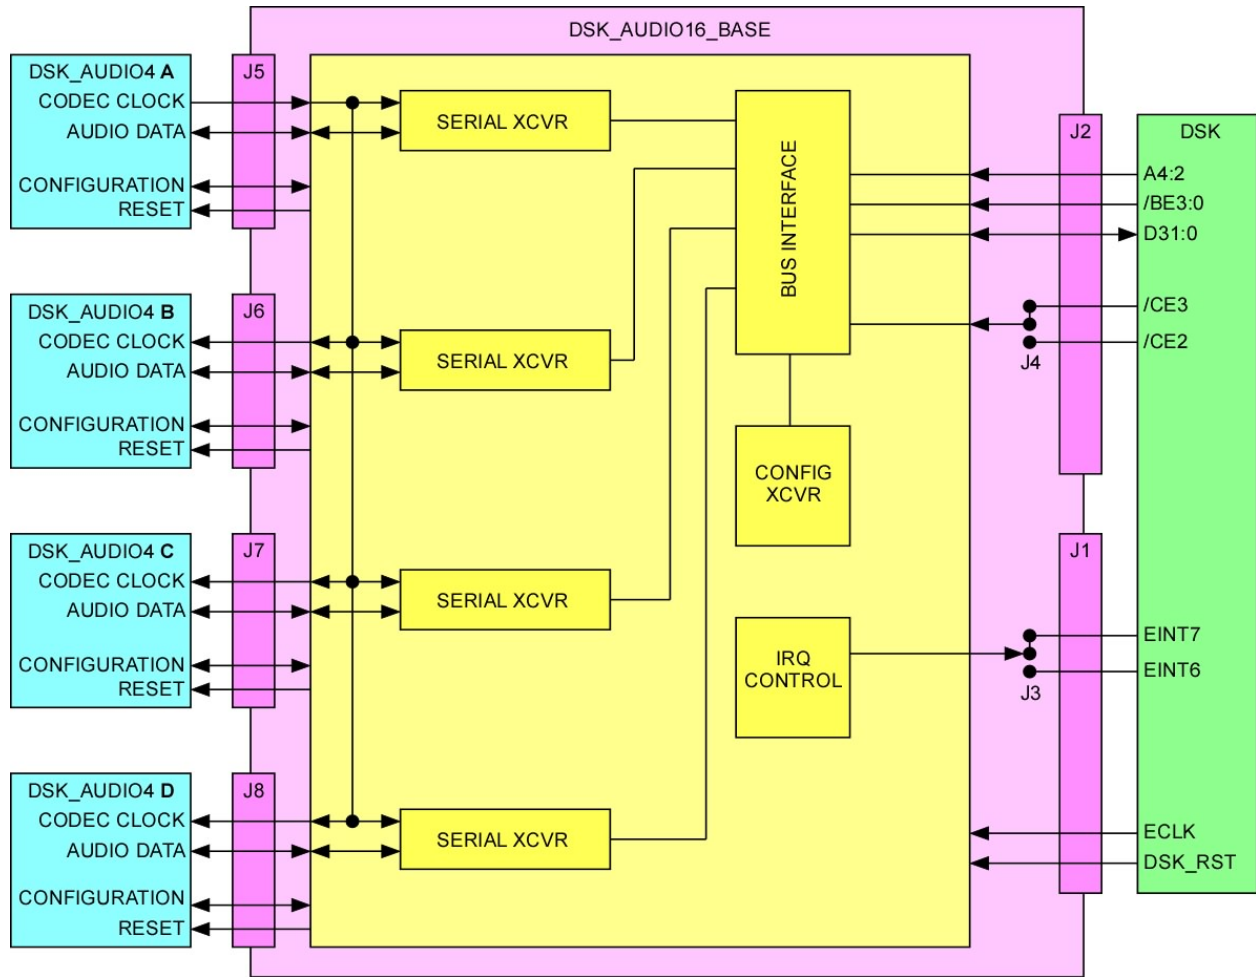 DSK_AUDIO16_BASE
DSK_AUDIO4 A
CODEC CLOCK
AUDIO DATA
CONFIGURATION
RESET
J5
DSK_AUDIO4 B
CODEC CLOCK
AUDIO DATA
CONFIGURATION
RESET
J6
DSK_AUDIO4 C
CODEC CLOCK
AUDIO DATA
CONFIGURATION
RESET
J7
DSK_AUDIO4 D
CODEC CLOCK
AUDIO DATA
CONFIGURATION
RESET
J8
SERIAL XCVR
SERIAL XCVR
SERIAL XCVR
SERIAL XCVR
BUS INTERFACE
CONFIG
XCVR
IRQ
CONTROL
J2
J4
J1
J3
DSK
A4:2
/BE3:0
D31:0
/CE3
/CE2
EINT7
EINT6
ECLK
DSK_RST